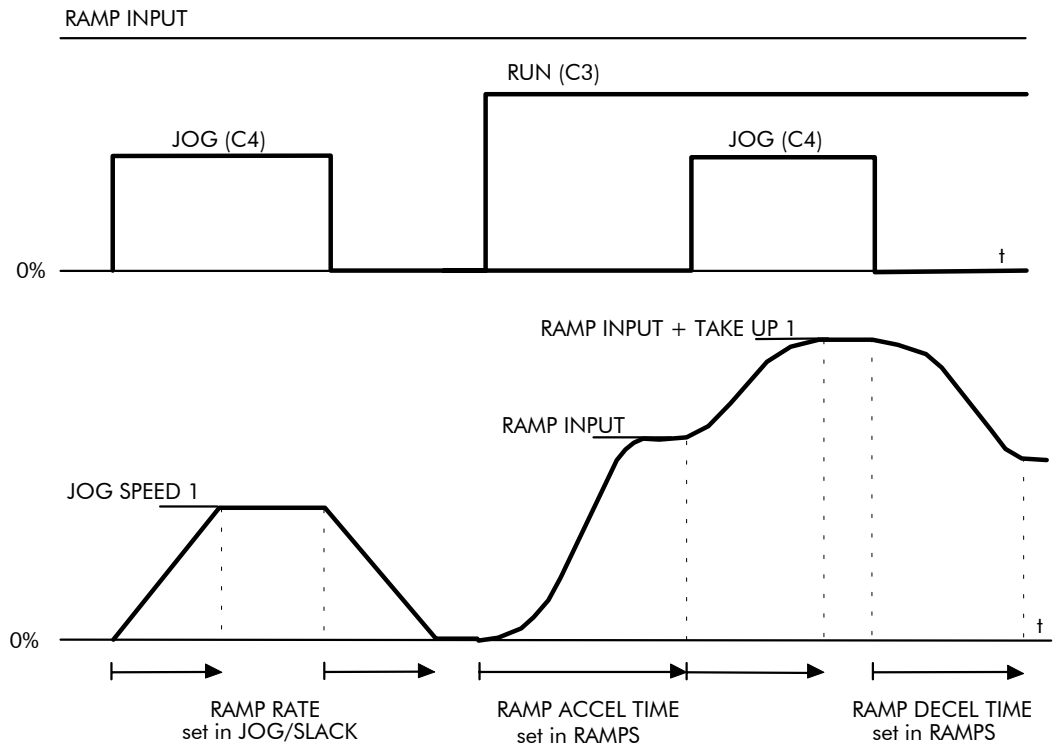 RAMP INPUT
RUN (C3)
JOG (C4)
JOG (C4)
0%
t
RAMP INPUT + TAKE UP 1
RAMP INPUT
JOG SPEED 1
0%
t
RAMP RATE
set in JOG/SLACK
RAMP ACCEL TIME
set in RAMPS
RAMP DECEL TIME
set in RAMPS